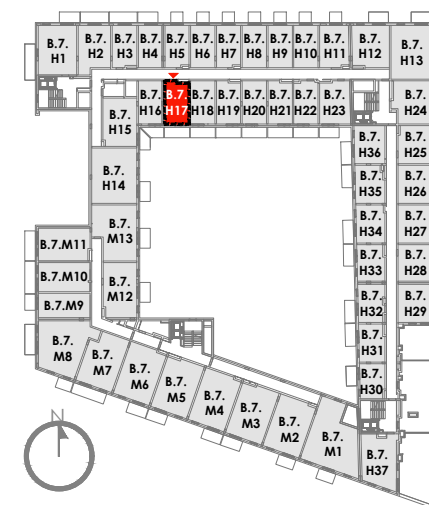 B.7.
H1
B.7.
H2
B.7.
H3
B.7.
H4
B.7.
H5
B.7.
H6
B.7.
H7
B.7.
H8
B.7.
H9
B.7.
H10
B.7.
H11
B.7.
H12
B.7.
H13
B.7.
H16
B.7.
H17
B.7.
H18
B.7.
H19
B.7.
H20
B.7.
H21
B.7.
H22
B.7.
H23
B.7.
H24
B.7.
H15
B.7.
H36
B.7.
H25
B.7.
H14
B.7.
H35
B.7.
H26
B.7.
M13
B.7.
H34
B.7.
H27
B.7.M11
B.7.
H33
B.7.
H28
B.7.M10
B.7.
M12
B.7.M9
B.7.
H32
B.7.
H29
B.7.
M8
B.7.
M7
B.7.
M6
B.7.
M5
B.7.
M4
B.7.
M3
B.7.
M2
B.7.
M1
B.7.
H31
B.7.
H30
B.7.
H37
N